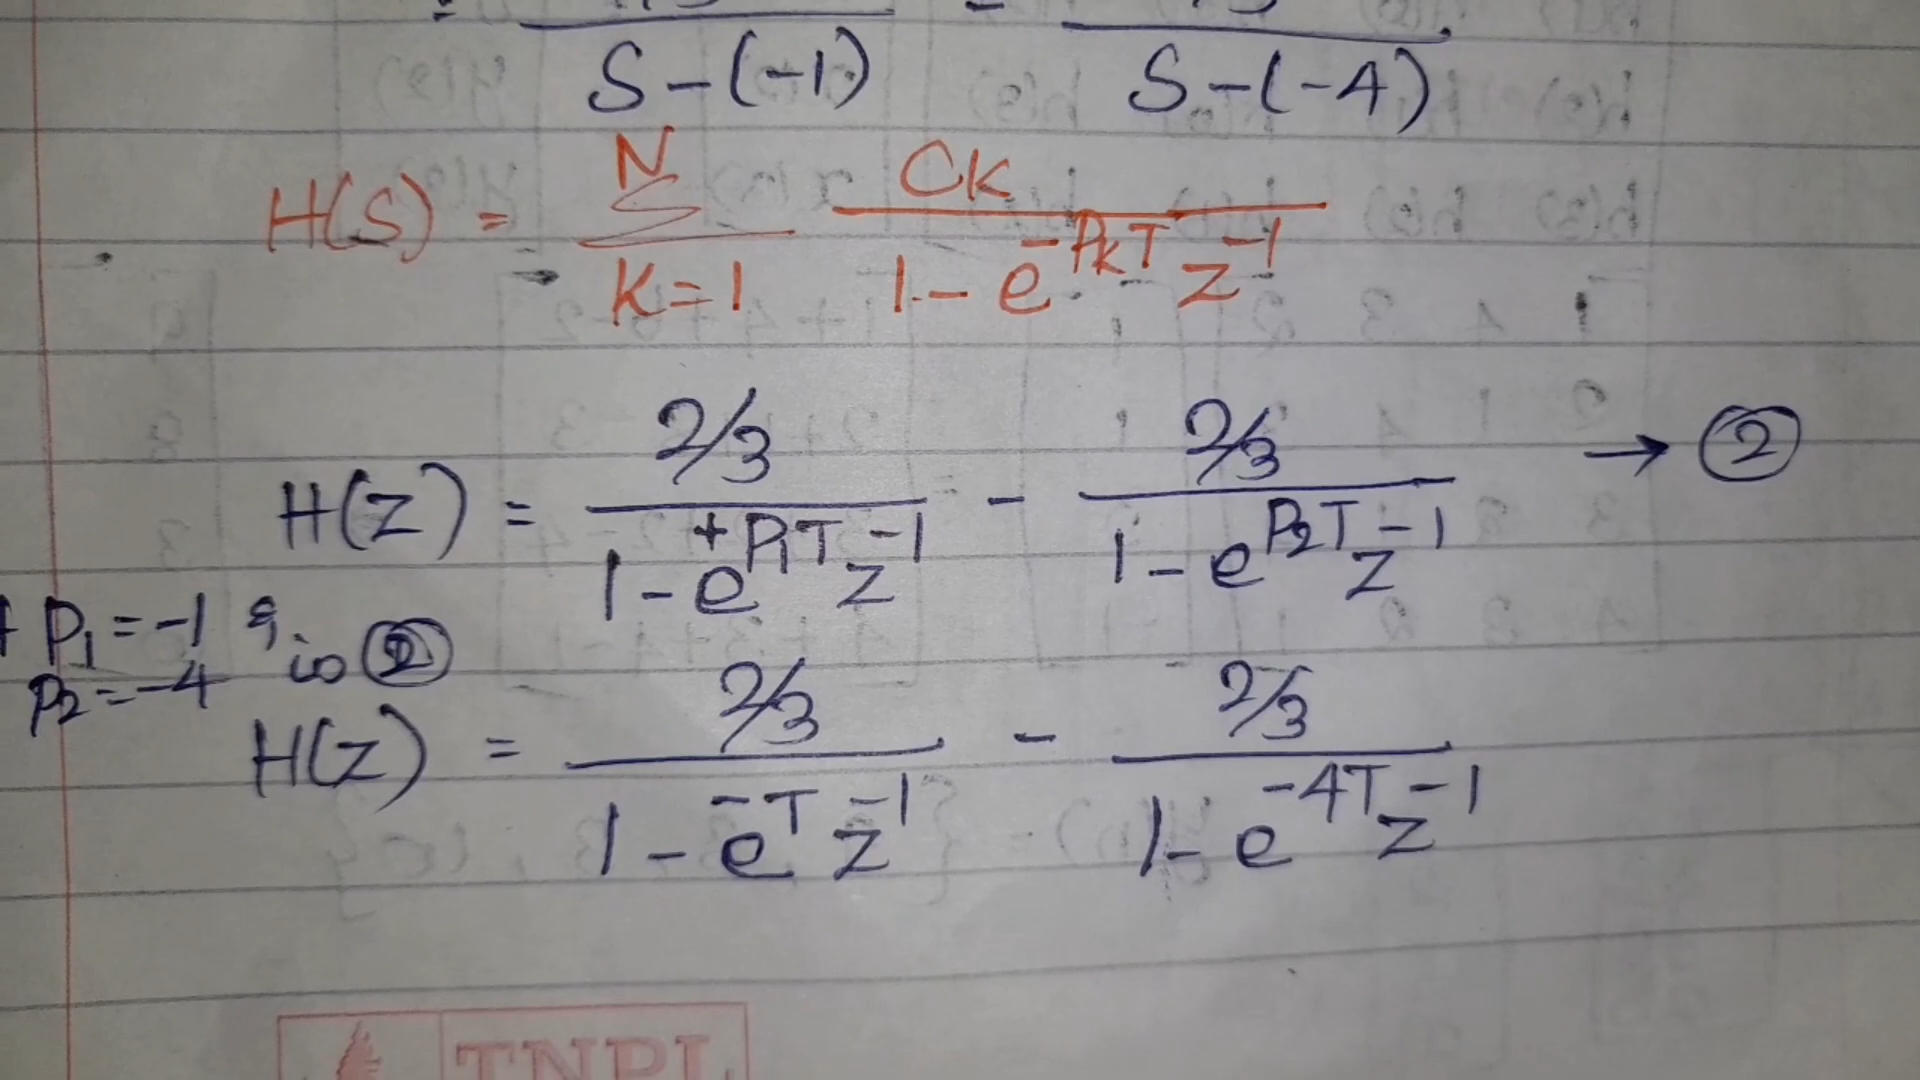 S-(-1) S-(-4)
H(S) = N Σ K=1 CK / 1-e^-PkT z^-1
H(Z) = 2/3 / 1-e^+P1T z^-1 - 2/3 / 1-e^P2T z^-1 → ②
P1=-1 &
P2=-4 in ②
H(Z) = 2/3 / 1-e^-T z^-1 - 2/3 / 1-e^-4T z^-1
TNPL